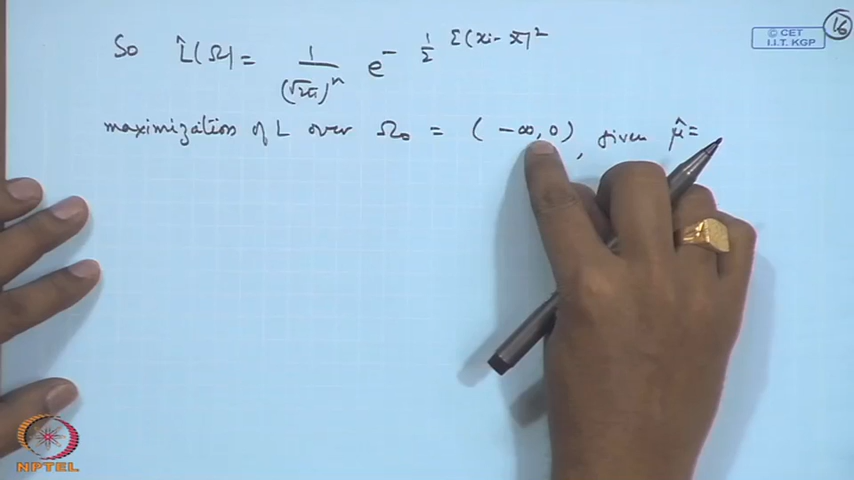 16
© CET
I.I.T. KGP
So L̂(Ω) = 1/(√2π)ⁿ e^{- 1/2 Σ(xi - x̄)²}
maximization of L over Ω₀ = (-∞, 0), given μ̂ =
NPTEL